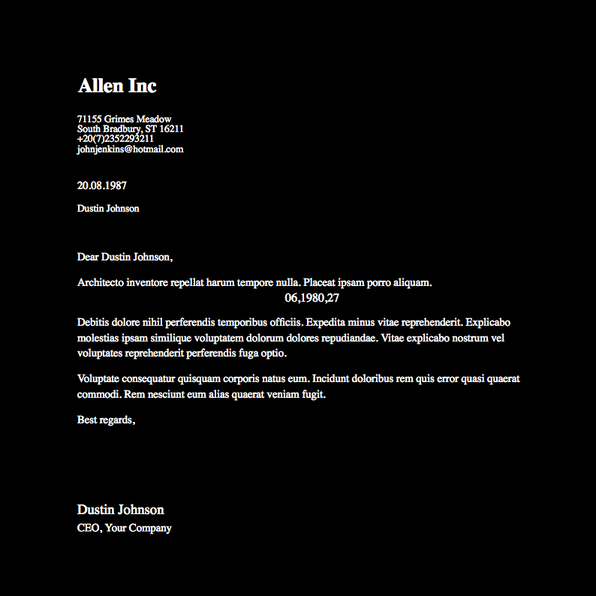 Allen Inc
71155 Grimes Meadow
South Bradbury, ST 16211
+20(7)2352293211
johnjenkins@hotmail.com
20.08.1987
Dustin Johnson
Dear Dustin Johnson,
Architecto inventore repellat harum tempore nulla. Placeat ipsam porro aliquam.
06,1980,27
Debitis dolore nihil perferendis temporibus officiis. Expedita minus vitae reprehenderit. Explicabo
molestias ipsam similique voluptatem dolorum dolores repudiandae. Vitae explicabo nostrum vel
voluptates reprehenderit perferendis fuga optio.
Voluptate consequatur quisquam corporis natus eum. Incidunt doloribus rem quis error quasi quaerat
commodi. Rem nesciunt eum alias quaerat veniam fugit.
Best regards,
Dustin Johnson
CEO, Your Company